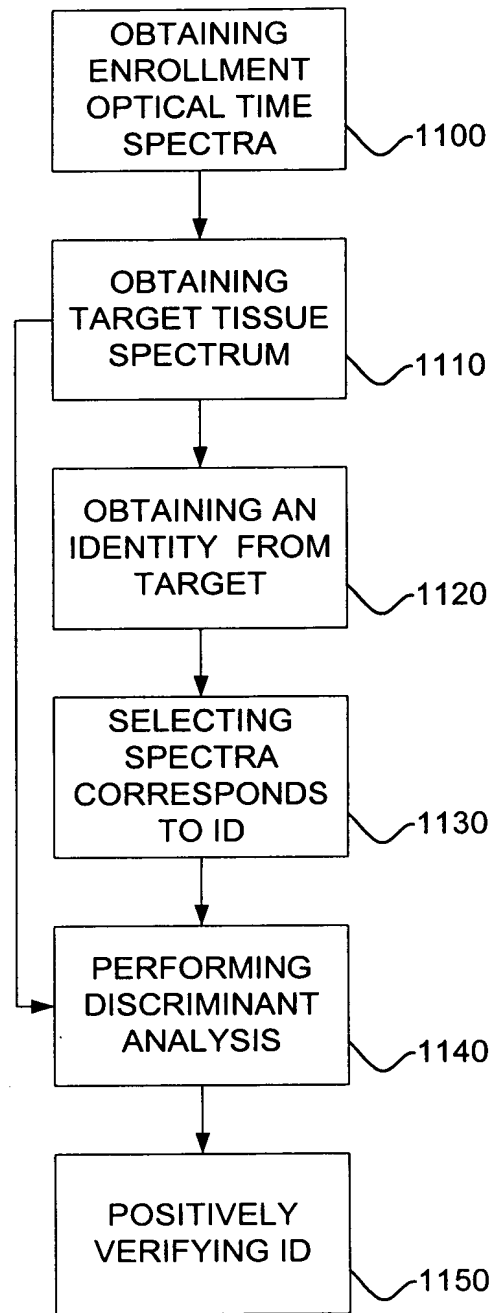 OBTAINING
ENROLLMENT
OPTICAL TIME
SPECTRA
1100
OBTAINING
TARGET TISSUE
SPECTRUM
1110
OBTAINING AN
IDENTITY FROM
TARGET
1120
SELECTING
SPECTRA
CORRESPONDS
TO ID
1130
PERFORMING
DISCRIMINANT
ANALYSIS
1140
POSITIVELY
VERIFYING ID
1150